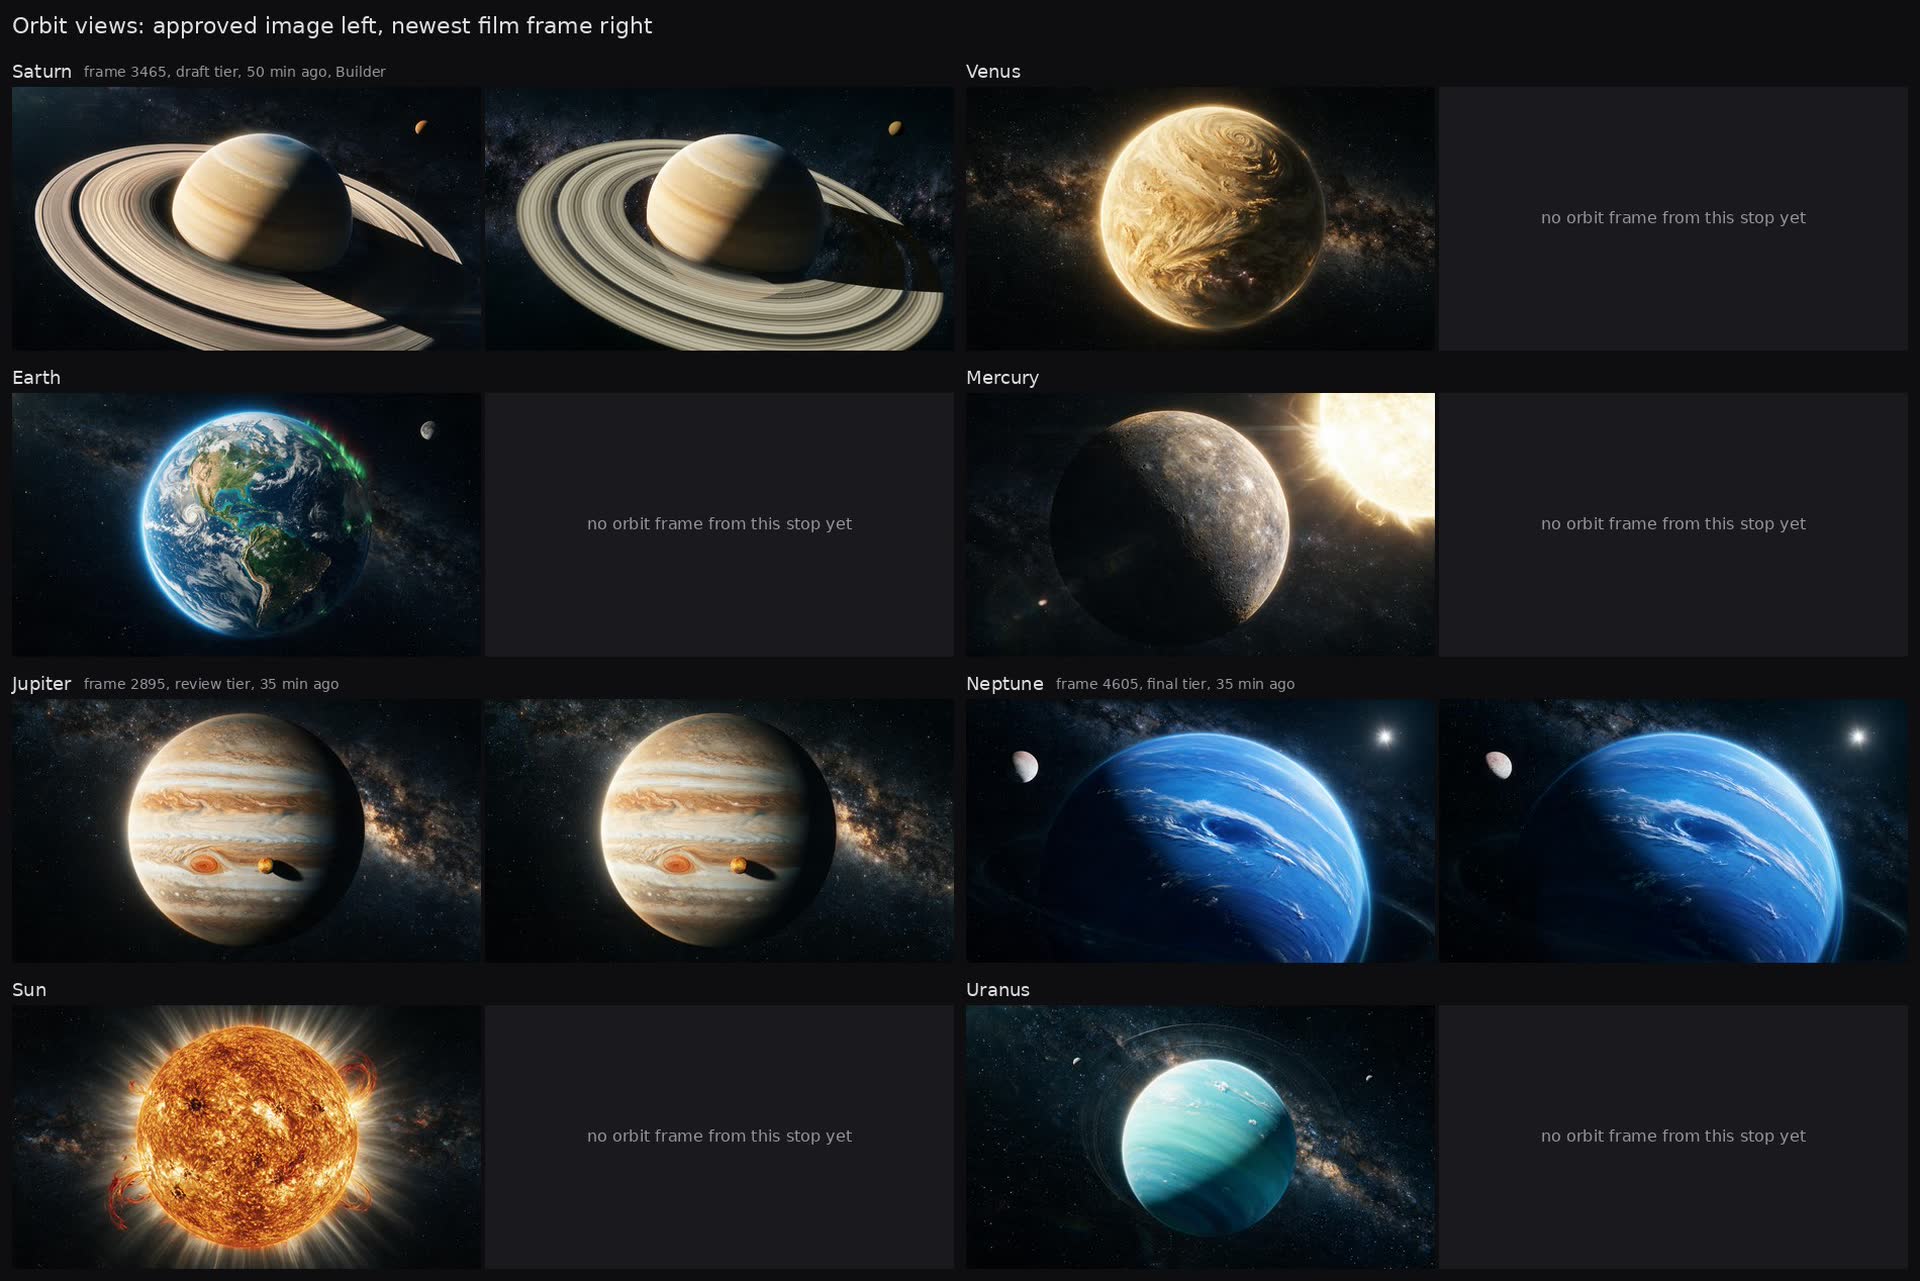 Orbit views: approved image left, newest film frame right
Saturn frame 3465, draft tier, 50 min ago, Builder
Venus
no orbit frame from this stop yet
Earth
no orbit frame from this stop yet
Mercury
no orbit frame from this stop yet
Jupiter frame 2895, review tier, 35 min ago
Neptune frame 4605, final tier, 35 min ago
Sun
no orbit frame from this stop yet
Uranus
no orbit frame from this stop yet